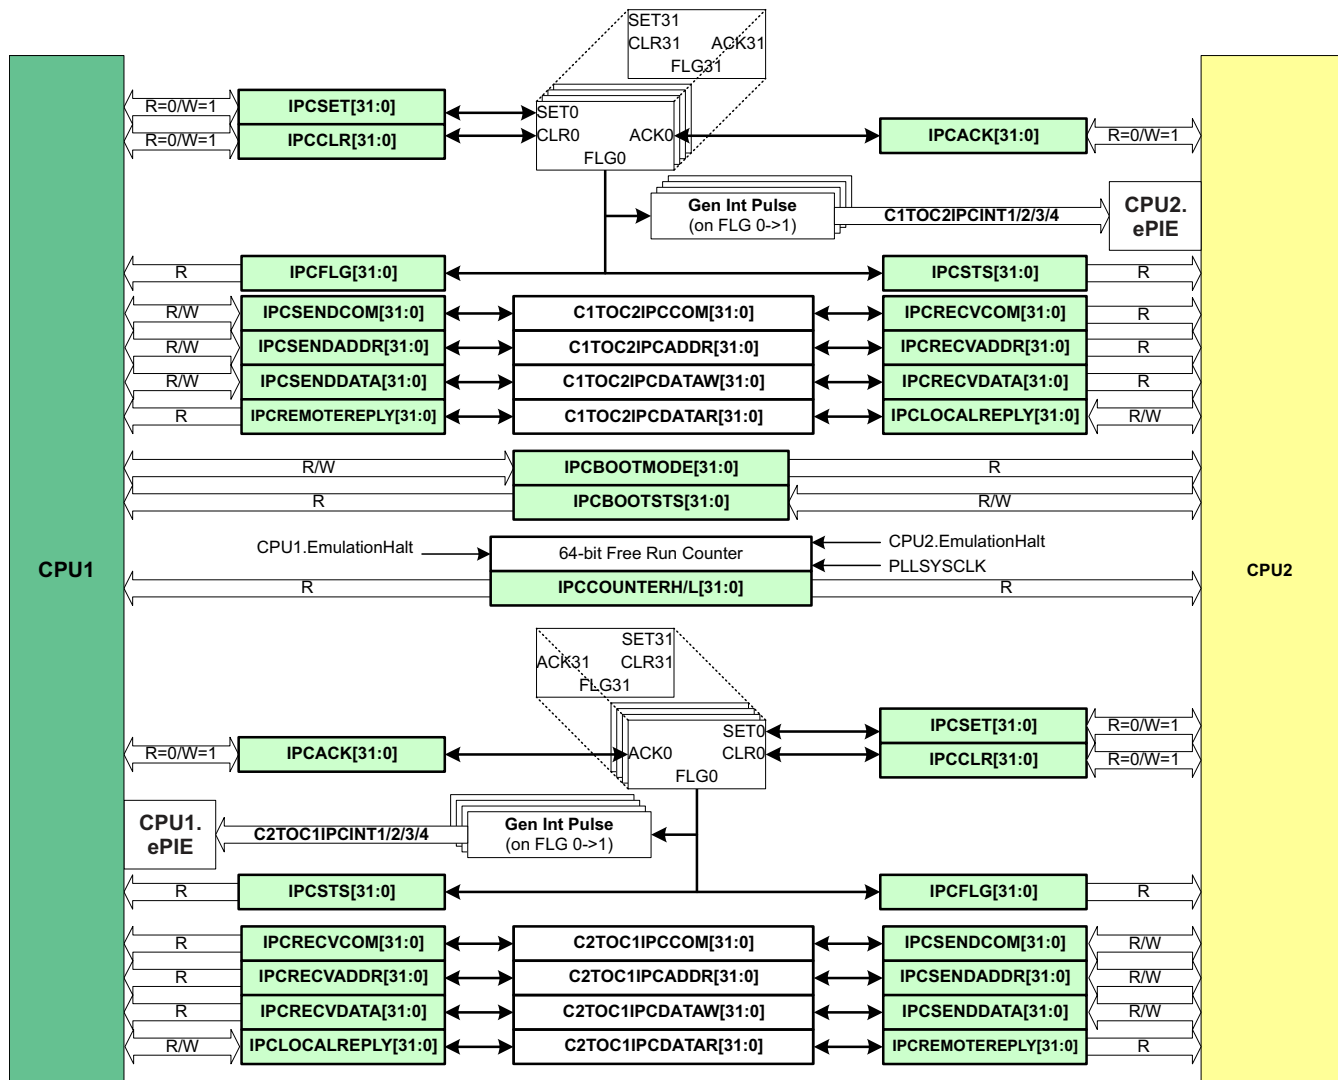 SET31
CLR31 ACK31
FLG31
R=0/W=1 IPCSET[31:0] SET0
R=0/W=1 IPCCLR[31:0] CLR0 ACK0 IPCACK[31:0] R=0/W=1
FLG0
Gen Int Pulse
(on FLG 0->1)
C1TOC2IPCINT1/2/3/4
CPU2.
ePIE
R IPCFLG[31:0] IPCSTS[31:0] R
R/W IPCSENDCOM[31:0] C1TOC2IPCCOM[31:0] IPCRECVCOM[31:0] R
R/W IPCSENDADDR[31:0] C1TOC2IPCADDR[31:0] IPCRECVADDR[31:0] R
R/W IPCSENDDATA[31:0] C1TOC2IPCDATAW[31:0] IPCRECVDATA[31:0] R
R IPCREMOTEREPLY[31:0] C1TOC2IPCDATAR[31:0] IPCLOCALREPLY[31:0] R/W
R/W IPCBOOTMODE[31:0] R
R IPCBOOTSTS[31:0] R/W
CPU1.EmulationHalt 64-bit Free Run Counter CPU2.EmulationHalt
PLLSYSCLK
CPU1 CPU2
R IPCCOUNTERH/L[31:0] R
SET31
ACK31 CLR31
FLG31
SET0 IPCSET[31:0] R=0/W=1
R=0/W=1 IPCACK[31:0] ACK0 CLR0 IPCCLR[31:0] R=0/W=1
FLG0
CPU1.
ePIE
C2TOC1IPCINT1/2/3/4
Gen Int Pulse
(on FLG 0->1)
R IPCSTS[31:0] IPCFLG[31:0] R
R IPCRECVCOM[31:0] C2TOC1IPCCOM[31:0] IPCSENDCOM[31:0] R/W
R IPCRECVADDR[31:0] C2TOC1IPCADDR[31:0] IPCSENDADDR[31:0] R/W
R IPCRECVDATA[31:0] C2TOC1IPCDATAW[31:0] IPCSENDDATA[31:0] R/W
R/W IPCLOCALREPLY[31:0] C2TOC1IPCDATAR[31:0] IPCREMOTEREPLY[31:0] R